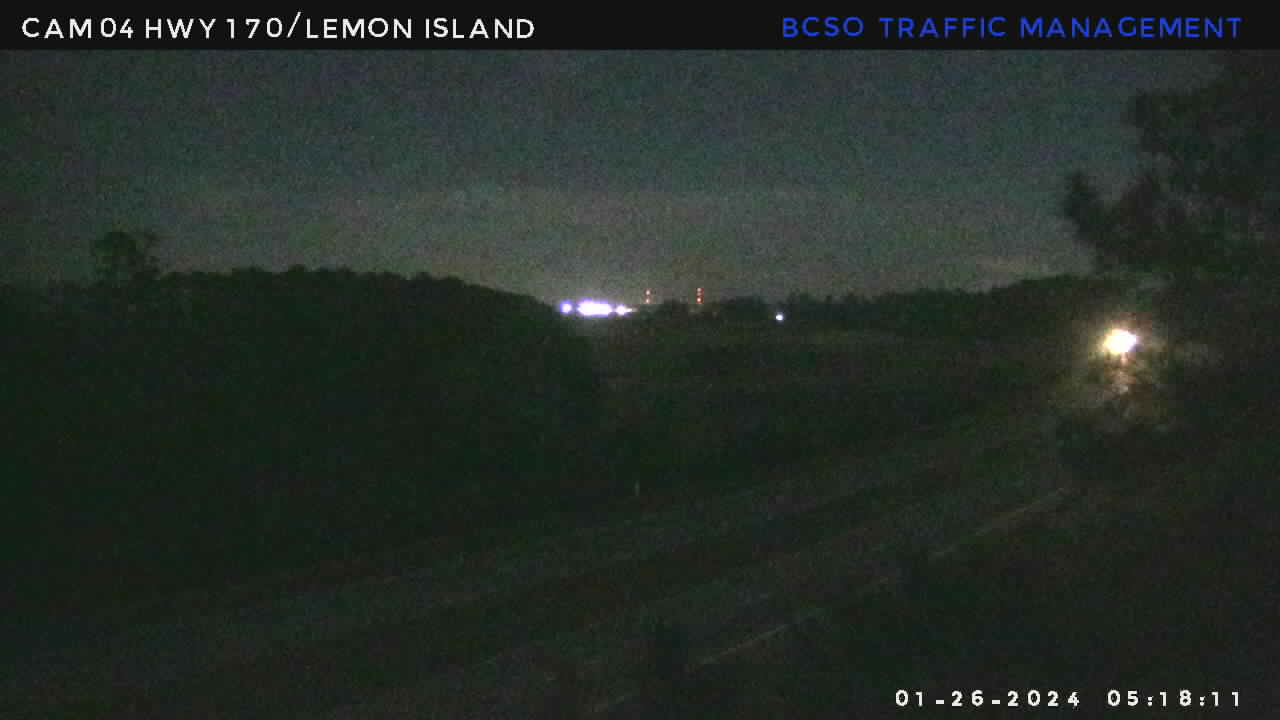 CAM04 HWY 170/LEMON ISLAND
BCSO TRAFFIC MANAGEMENT
01-26-2024 05:18:11